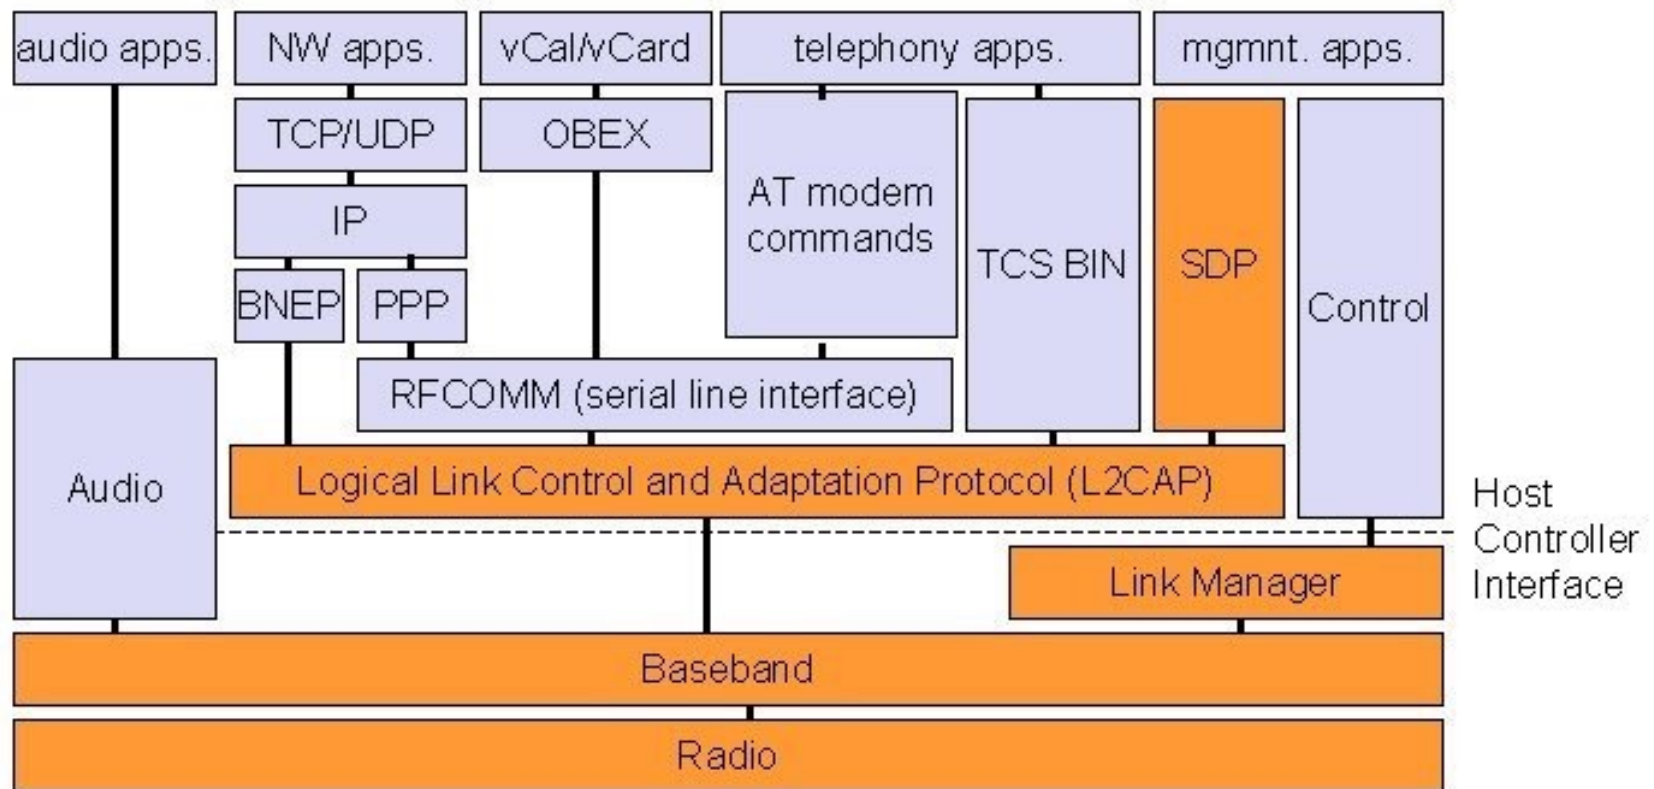 audio apps.
NW apps.
vCal/vCard
telephony apps.
mgmnt. apps.
TCP/UDP
OBEX
AT modem
commands
TCS BIN
SDP
Control
IP
BNEP
PPP
RFCOMM (serial line interface)
Audio
Logical Link Control and Adaptation Protocol (L2CAP)
Host
Controller
Interface
Link Manager
Baseband
Radio